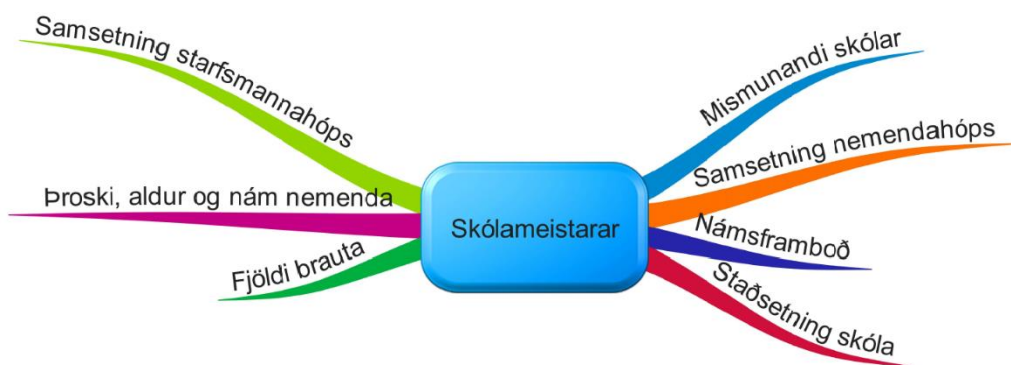 Samsetning starfsmannahóps
Þroski, aldur og nám nemenda
Fjöldi brauta
Skólameistarar
Mismunandi skólar
Samsetning nemendahóps
Námsframboð
Staðsetning skóla